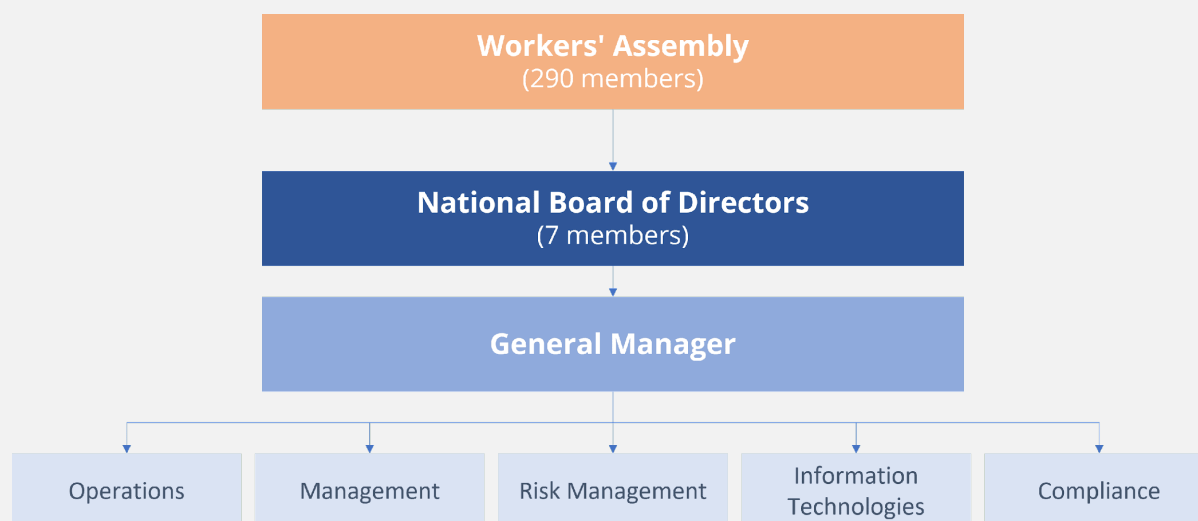 Workers' Assembly
(290 members)
National Board of Directors
(7 members)
General Manager
Operations
Management
Risk Management
Information
Technologies
Compliance